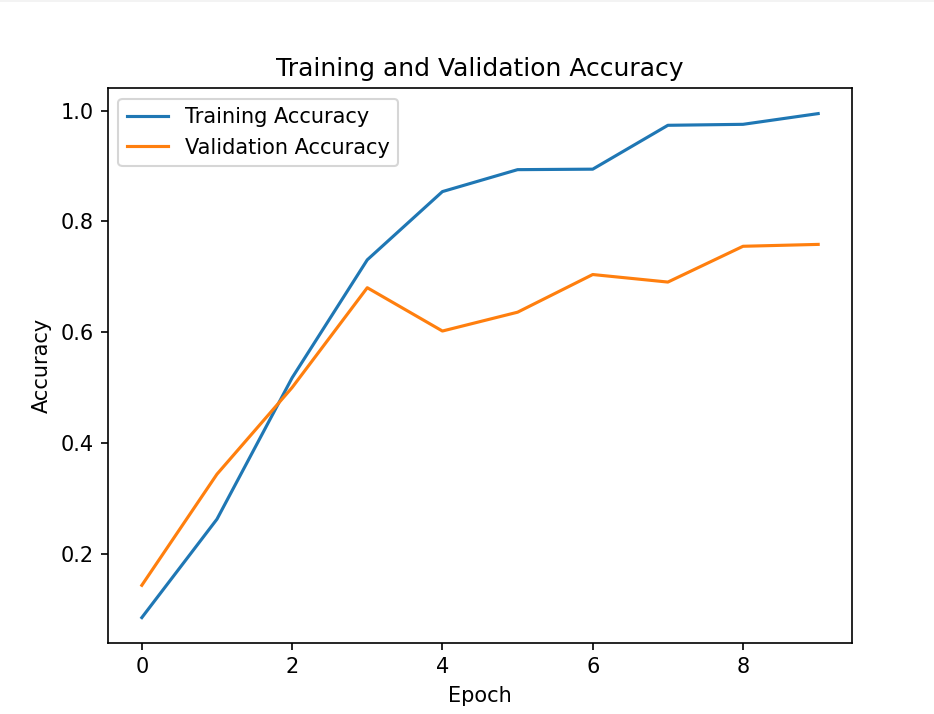 Training and Validation Accuracy
Training Accuracy
Validation Accuracy
1.0
0.8
0.6
0.4
0.2
Accuracy
0 2 4 6 8
Epoch